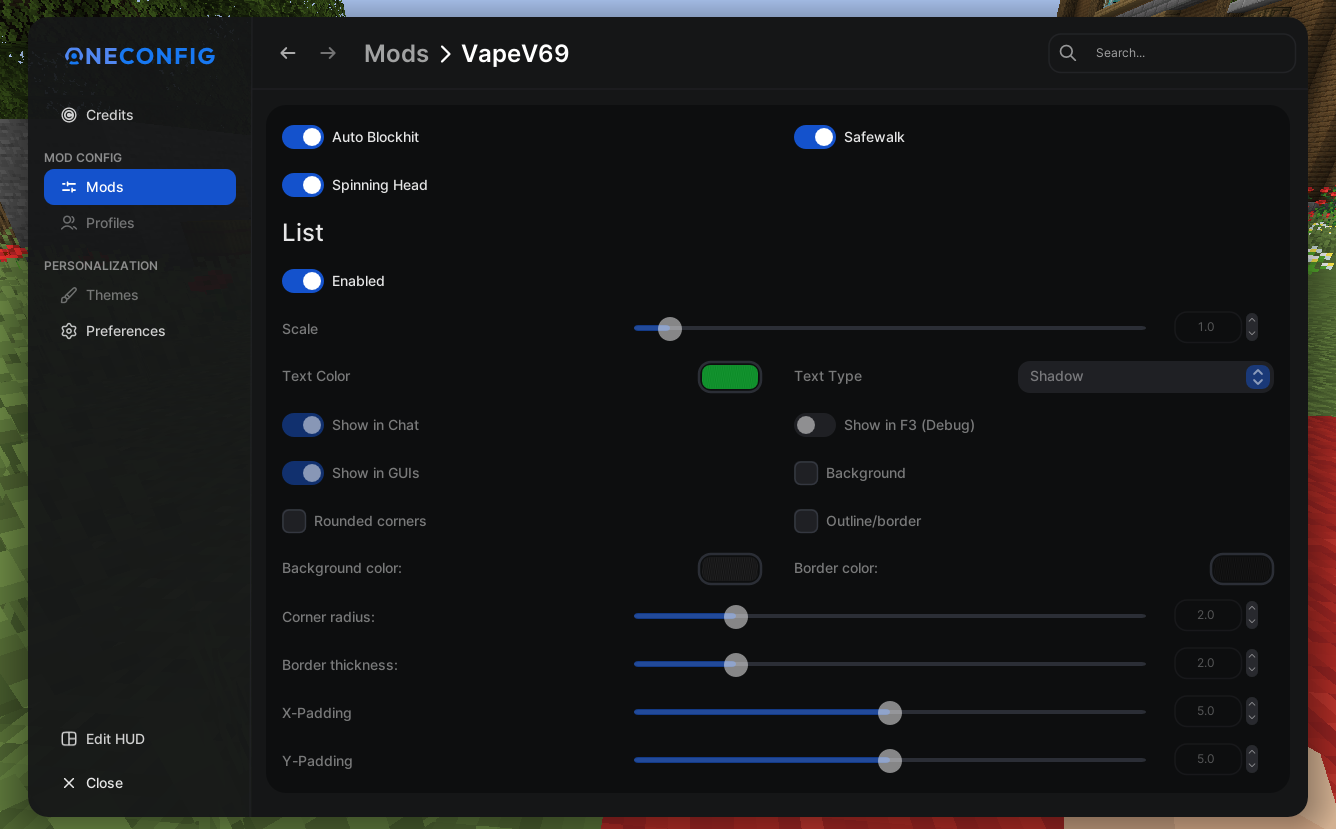 ONECONFIG
Mods > VapeV69
Search...
Credits
MOD CONFIG
Mods
Profiles
PERSONALIZATION
Themes
Preferences
Edit HUD
Close
Auto Blockhit
Safewalk
Spinning Head
List
Enabled
Scale
1.0
Text Color
Text Type
Shadow
Show in Chat
Show in F3 (Debug)
Show in GUIs
Background
Rounded corners
Outline/border
Background color:
Border color:
Corner radius:
2.0
Border thickness:
2.0
X-Padding
5.0
Y-Padding
5.0